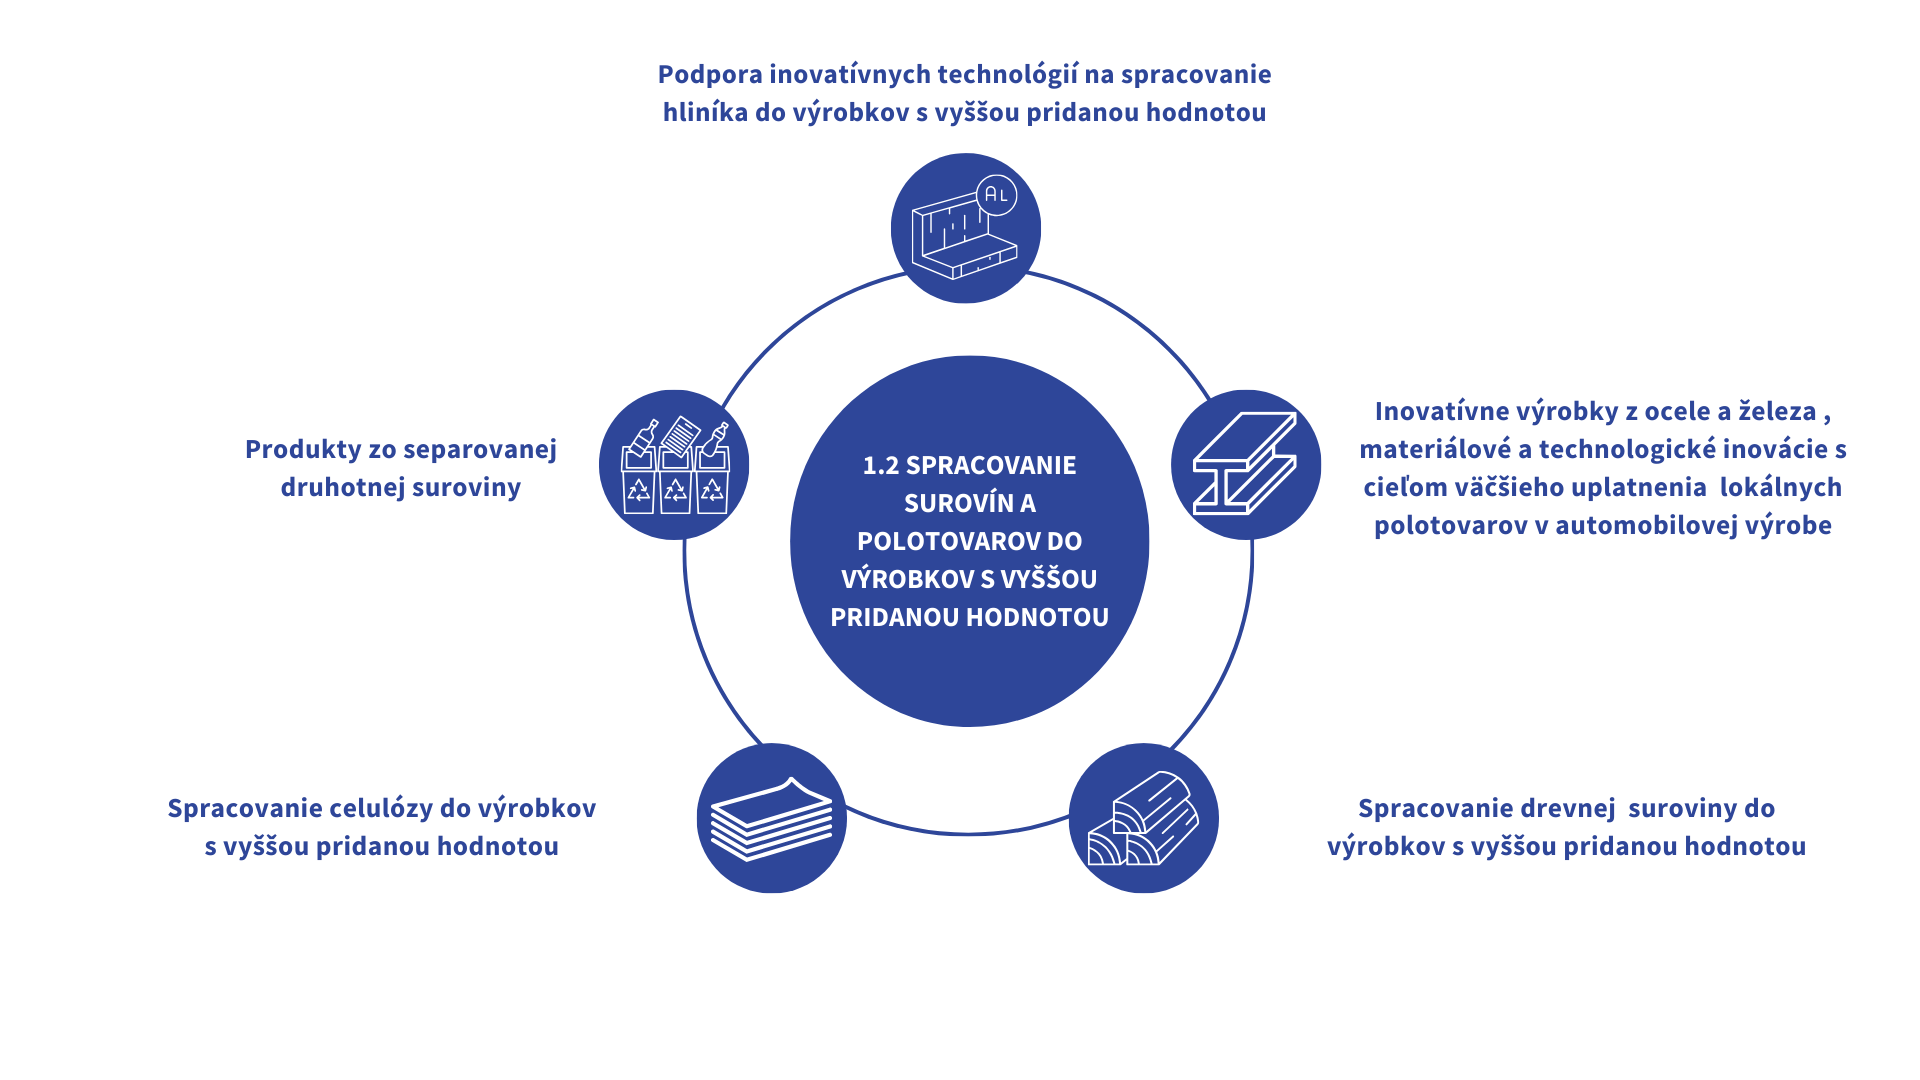 Podpora inovatívnych technológií na spracovanie
hliníka do výrobkov s vyššou pridanou hodnotou
AL
Inovatívne výrobky z ocele a železa ,
materiálové a technologické inovácie s
cieľom väčšieho uplatnenia  lokálnych
polotovarov v automobilovej výrobe
Produkty zo separovanej
druhotnej suroviny
1.2 SPRACOVANIE
SUROVÍN A
POLOTOVAROV DO
VÝROBKOV S VYŠŠOU
PRIDANOU HODNOTOU
Spracovanie celulózy do výrobkov
s vyššou pridanou hodnotou
Spracovanie drevnej  suroviny do
výrobkov s vyššou pridanou hodnotou